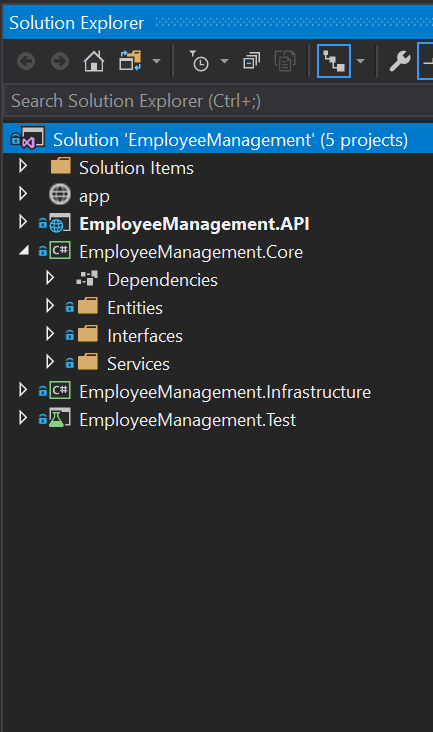 Solution Explorer
Search Solution Explorer (Ctrl+;)
Solution 'EmployeeManagement' (5 projects)
Solution Items
app
EmployeeManagement.API
C# EmployeeManagement.Core
Dependencies
Entities
Interfaces
Services
C# EmployeeManagement.Infrastructure
EmployeeManagement.Test